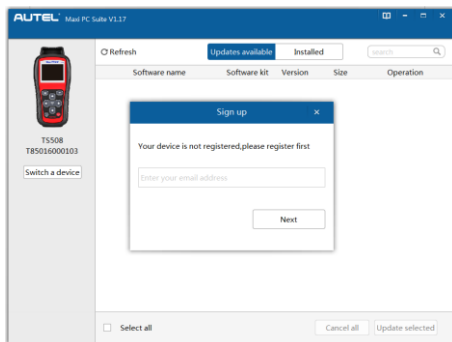 AUTEL Maxi PC Suite V1.17
Refresh
Updates available
Installed
search
Software name Software kit Version Size Operation
TS508
TB5016000103
Switch a device
Sign up
Your device is not registered,please register first
Enter your email address
Next
Select all
Cancel all
Update selected